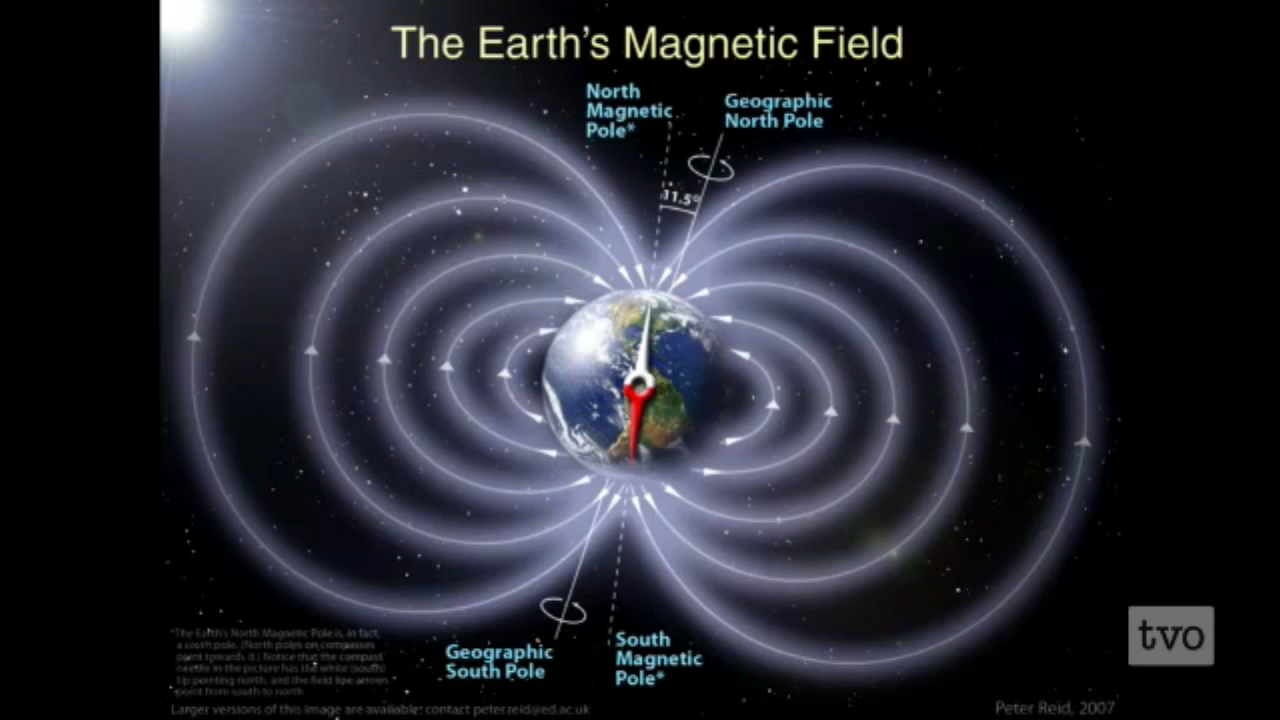 The Earth's Magnetic Field
North
Magnetic
Pole*
Geographic
North Pole
11.5°
Geographic
South Pole
South
Magnetic
Pole*
*The Earth's North Magnetic Pole is, in fact,
a south pole. (North poles on compasses
point towards it.) Notice that the compass
needle in the picture has the white (south)
tip pointing north, and the field line arrows
point from south to north
Larger versions of this image are available: contact peter.reid@ed.ac.uk
Peter Reid, 2007
tvo